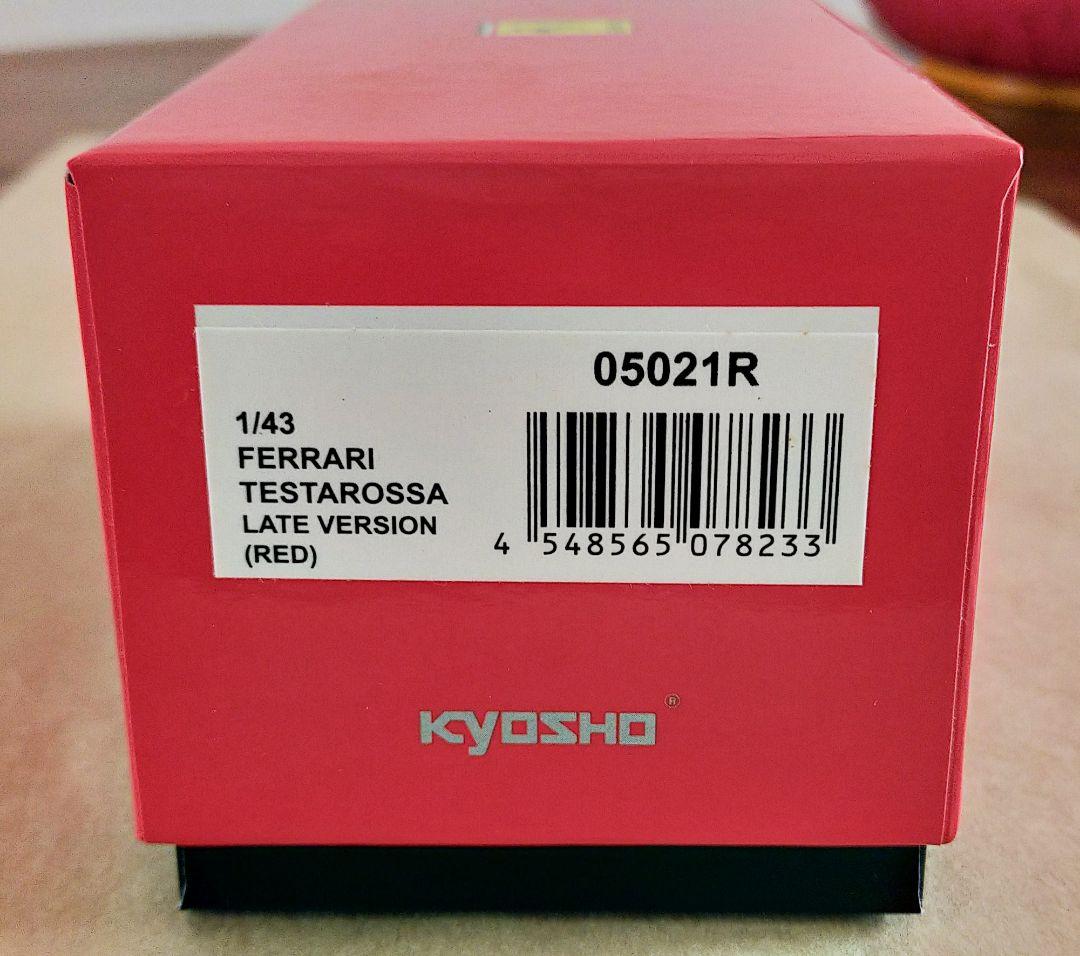 05021R
1/43
FERRARI
TESTAROSSA
LATE VERSION
(RED)
4 548565 078233
KYOSHO ®